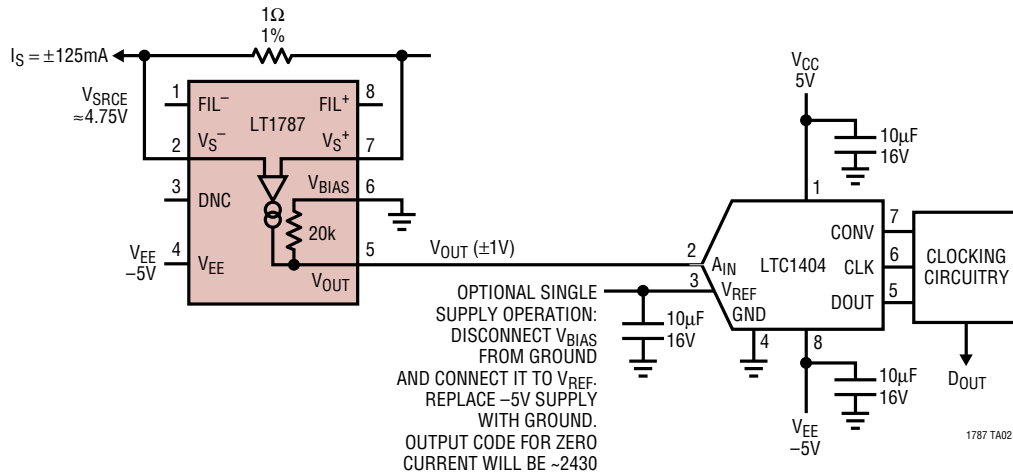 1Ω
1%
I_S = ±125mA
V_SRCE
≈4.75V
1
FIL⁻
FIL⁺
8
LT1787
2
V_S⁻
V_S⁺
7
3
DNC
V_BIAS
6
20k
V_EE
–5V
4
V_EE
V_OUT
5
V_OUT (±1V)
V_CC
5V
10µF
16V
1
2
A_IN
LTC1404
CONV
7
CLK
6
DOUT
5
CLOCKING
CIRCUITRY
3
V_REF
GND
4
8
10µF
16V
OPTIONAL SINGLE
SUPPLY OPERATION:
DISCONNECT V_BIAS
FROM GROUND
AND CONNECT IT TO V_REF.
REPLACE –5V SUPPLY
WITH GROUND.
OUTPUT CODE FOR ZERO
CURRENT WILL BE ~2430
10µF
16V
V_EE
–5V
D_OUT
1787 TA02